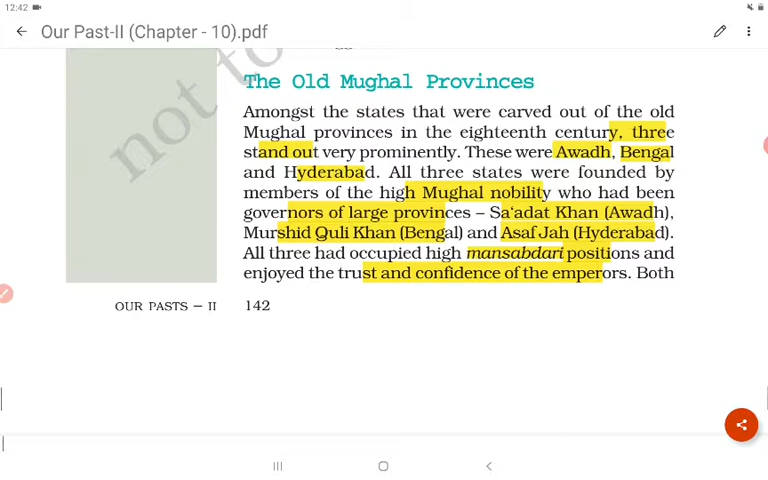 12:42
Our Past-II (Chapter - 10).pdf
not to
The Old Mughal Provinces
Amongst the states that were carved out of the old
Mughal provinces in the eighteenth century, three
stand out very prominently. These were Awadh, Bengal
and Hyderabad. All three states were founded by
members of the high Mughal nobility who had been
governors of large provinces – Sa‘adat Khan (Awadh),
Murshid Quli Khan (Bengal) and Asaf Jah (Hyderabad).
All three had occupied high mansabdari positions and
enjoyed the trust and confidence of the emperors. Both
OUR PASTS – II 142